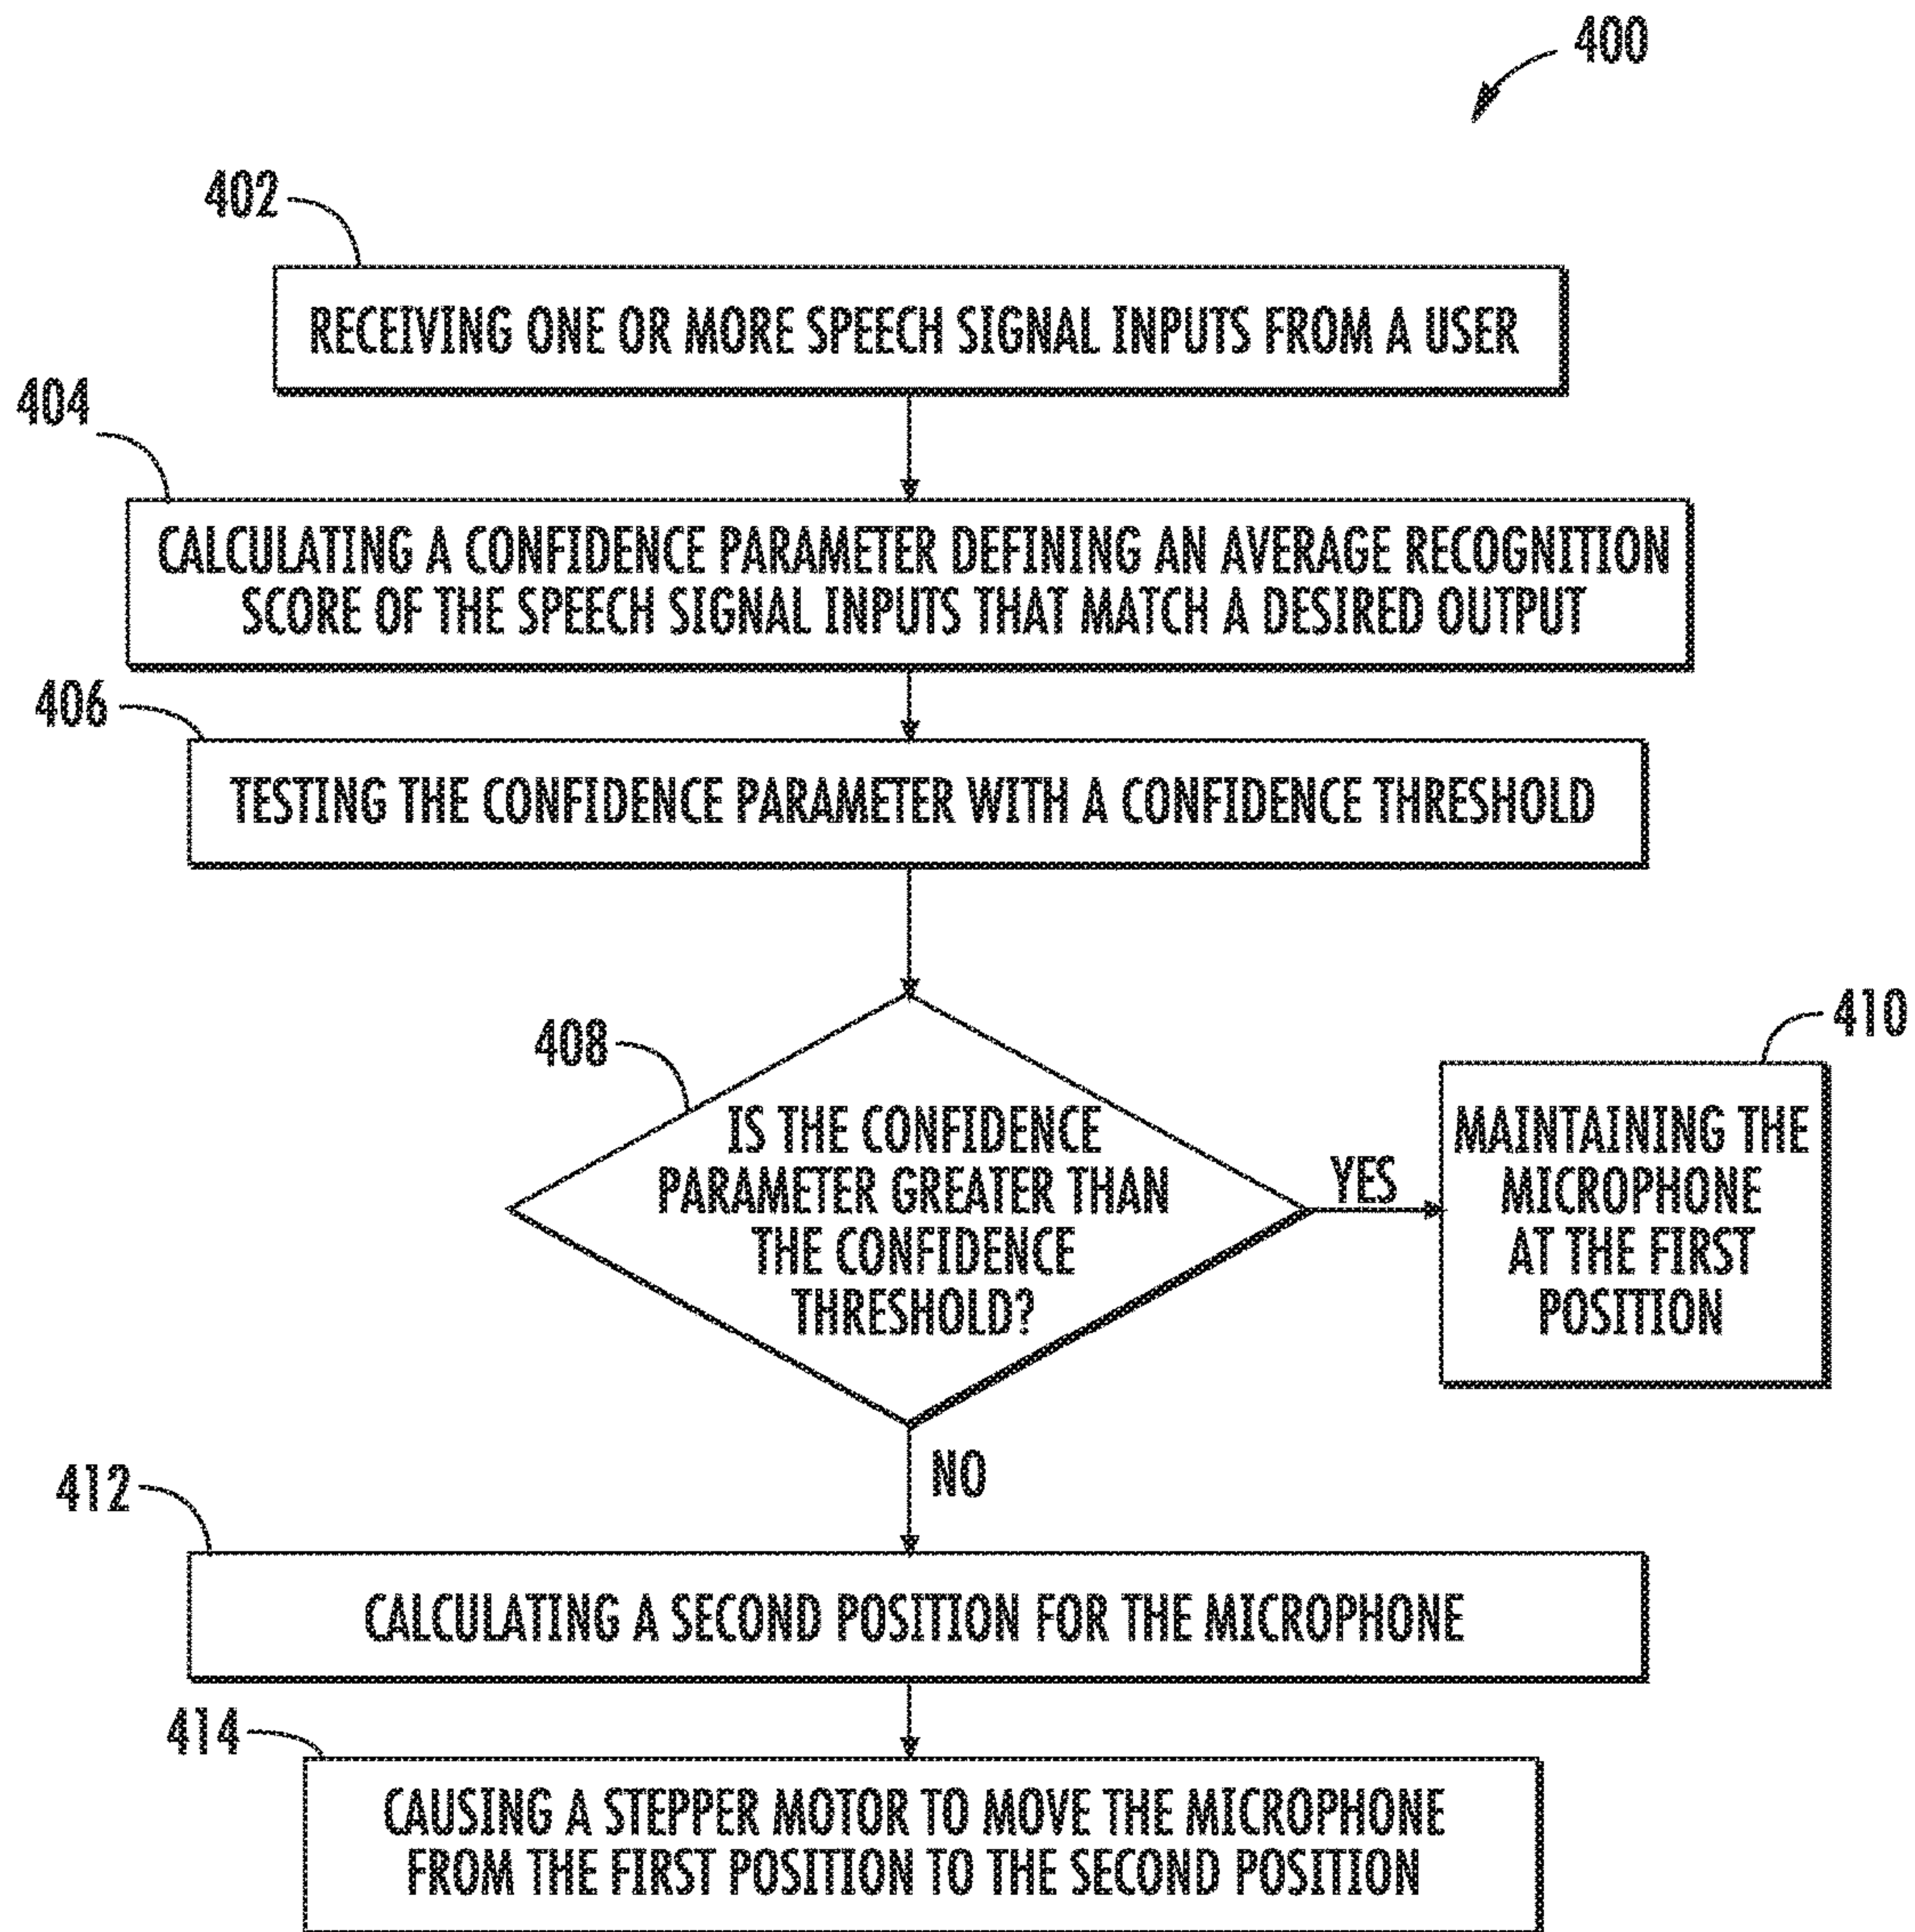 400
402
RECEIVING ONE OR MORE SPEECH SIGNAL INPUTS FROM A USER
404
CALCULATING A CONFIDENCE PARAMETER DEFINING AN AVERAGE RECOGNITION
SCORE OF THE SPEECH SIGNAL INPUTS THAT MATCH A DESIRED OUTPUT
406
TESTING THE CONFIDENCE PARAMETER WITH A CONFIDENCE THRESHOLD
408
IS THE CONFIDENCE
PARAMETER GREATER THAN
THE CONFIDENCE
THRESHOLD?
YES
410
MAINTAINING THE
MICROPHONE
AT THE FIRST
POSITION
NO
412
CALCULATING A SECOND POSITION FOR THE MICROPHONE
414
CAUSING A STEPPER MOTOR TO MOVE THE MICROPHONE
FROM THE FIRST POSITION TO THE SECOND POSITION